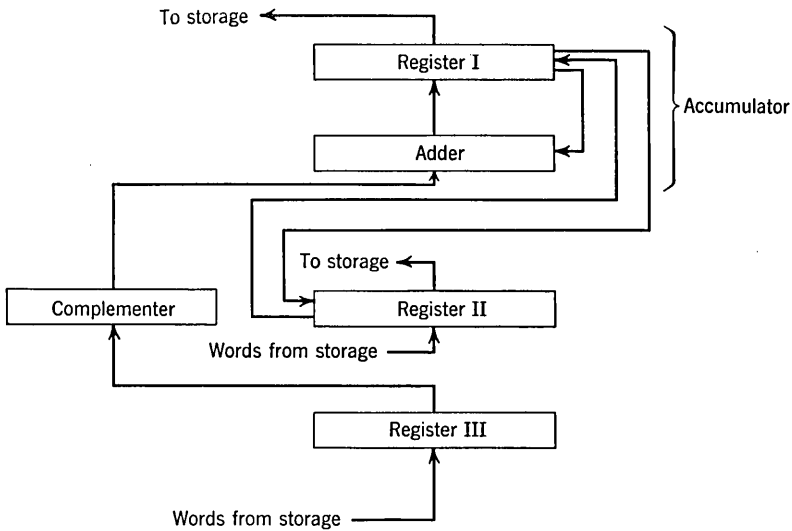 To storage
Register I
Accumulator
Adder
To storage
Complementer
Register II
Words from storage
Register III
Words from storage